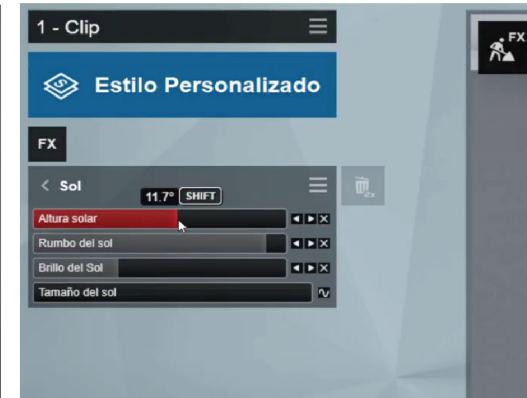 1 - Clip
Estilo Personalizado
FX
FX
Sol
11.7º SHIFT
Altura solar
Rumbo del sol
Brillo del Sol
Tamaño del sol